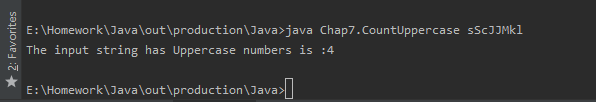 E:\Homework\Java\out\production\Java>java Chap7.CountUppercase sScJJMkl
The input string has Uppercase numbers is :4
E:\Homework\Java\out\production\Java>
2: Favorites